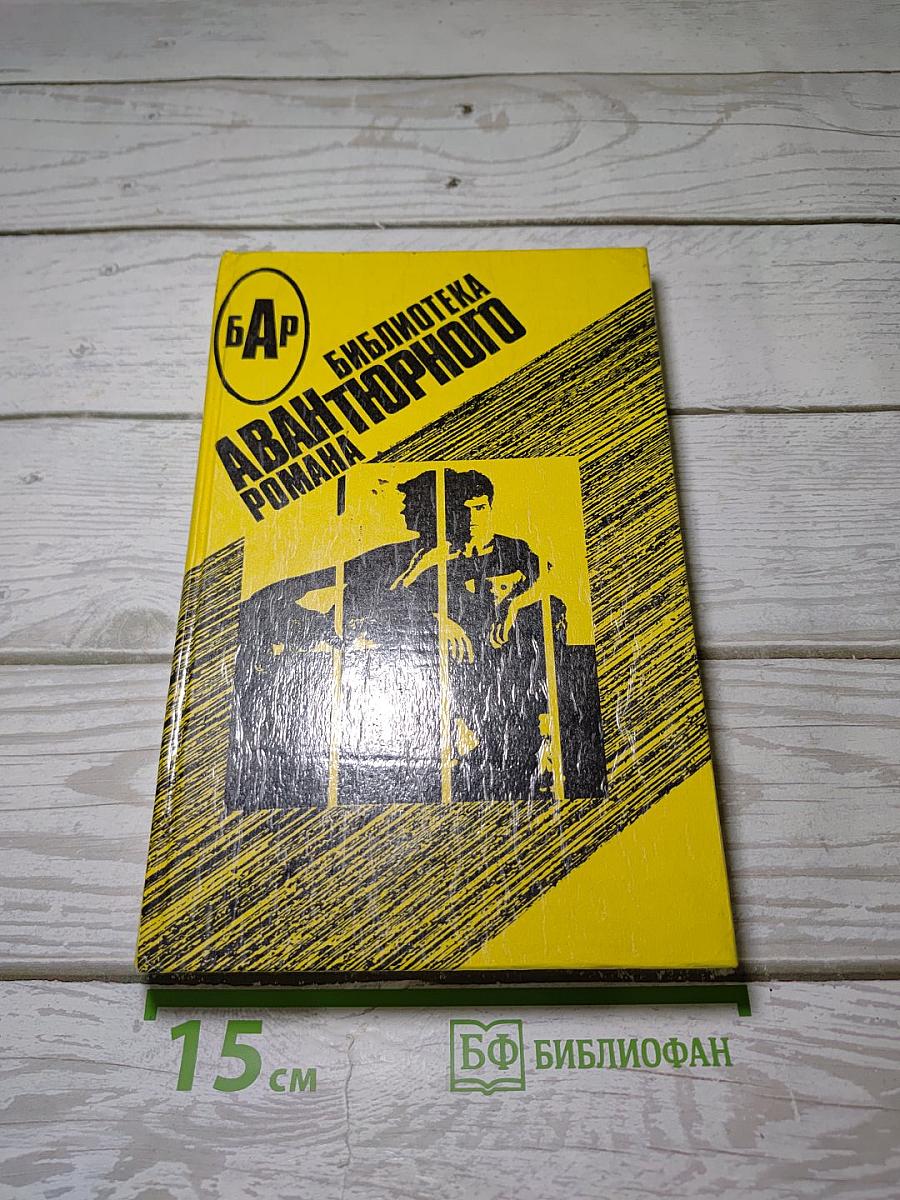 БАР
БИБЛИОТЕКА
АВАНТЮРНОГО
РОМАНА
15 см
БФ БИБЛИОФАН